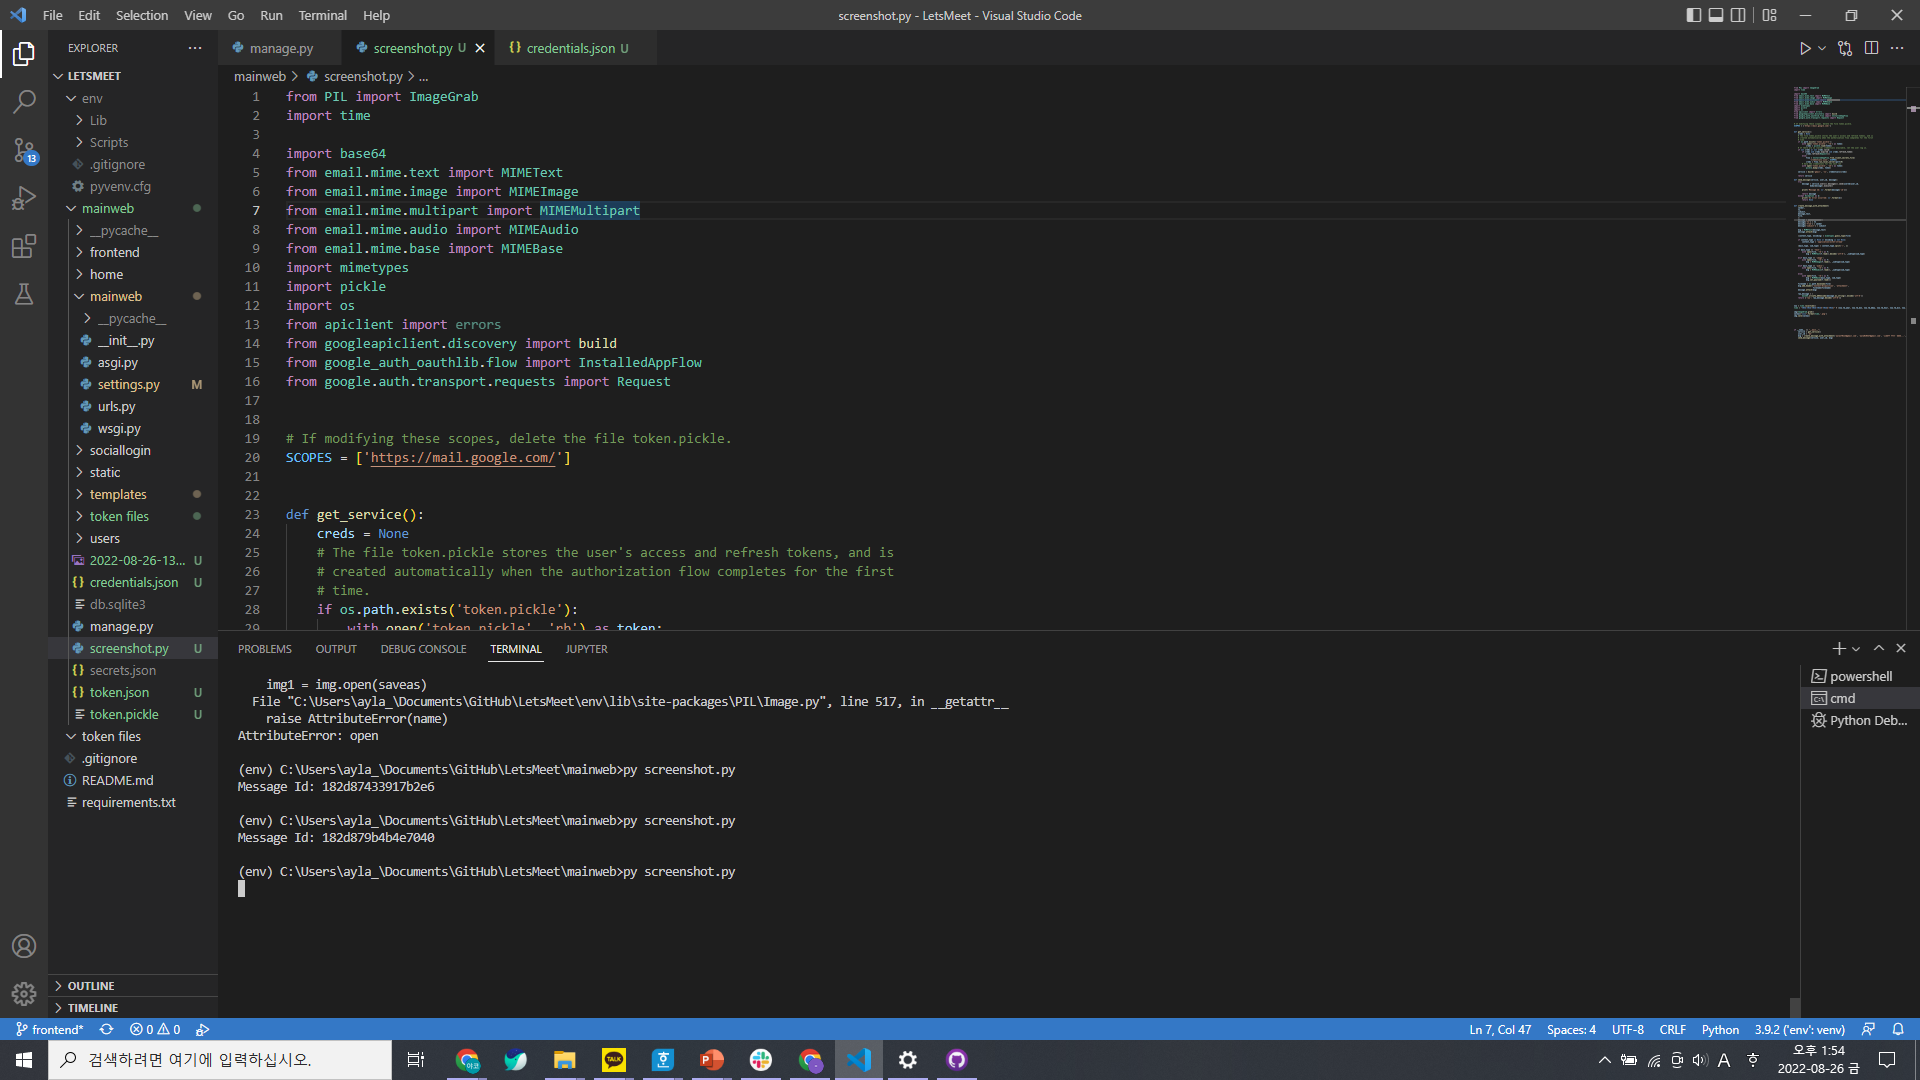 File Edit Selection View Go Run Terminal Help
screenshot.py - LetsMeet - Visual Studio Code
EXPLORER
LETSMEET
env
Lib
Scripts
.gitignore
pyvenv.cfg
mainweb
__pycache__
frontend
home
mainweb
__pycache__
__init__.py
asgi.py
settings.py M
urls.py
wsgi.py
sociallogin
static
templates
token files
users
2022-08-26-13... U
credentials.json U
db.sqlite3
manage.py
screenshot.py U
secrets.json
token.json U
token.pickle U
token files
.gitignore
README.md
requirements.txt
OUTLINE
TIMELINE
13
manage.py
screenshot.py U
credentials.json U
mainweb > screenshot.py > ...
1 from PIL import ImageGrab
2 import time
3
4 import base64
5 from email.mime.text import MIMEText
6 from email.mime.image import MIMEImage
7 from email.mime.multipart import MIMEMultipart
8 from email.mime.audio import MIMEAudio
9 from email.mime.base import MIMEBase
10 import mimetypes
11 import pickle
12 import os
13 from apiclient import errors
14 from googleapiclient.discovery import build
15 from google_auth_oauthlib.flow import InstalledAppFlow
16 from google.auth.transport.requests import Request
17
18
19 # If modifying these scopes, delete the file token.pickle.
20 SCOPES = ['https://mail.google.com/']
21
22
23 def get_service():
24 creds = None
25 # The file token.pickle stores the user's access and refresh tokens, and is
26 # created automatically when the authorization flow completes for the first
27 # time.
28 if os.path.exists('token.pickle'):
29 with open('token.pickle', 'rb') as token:
PROBLEMS OUTPUT DEBUG CONSOLE TERMINAL JUPYTER
img1 = img.open(saveas)
File "C:\Users\ayla_\Documents\GitHub\LetsMeet\env\lib\site-packages\PIL\Image.py", line 517, in __getattr__
raise AttributeError(name)
AttributeError: open
(env) C:\Users\ayla_\Documents\GitHub\LetsMeet\mainweb>py screenshot.py
Message Id: 182d87433917b2e6
(env) C:\Users\ayla_\Documents\GitHub\LetsMeet\mainweb>py screenshot.py
Message Id: 182d879b4b4e7040
(env) C:\Users\ayla_\Documents\GitHub\LetsMeet\mainweb>py screenshot.py
powershell
cmd
Python Deb...
frontend* 0 0
Ln 7, Col 47 Spaces: 4 UTF-8 CRLF Python 3.9.2 ('env': venv)
검색하려면 여기에 입력하십시오.
TALK
A
오후 1:54
2022-08-26 금